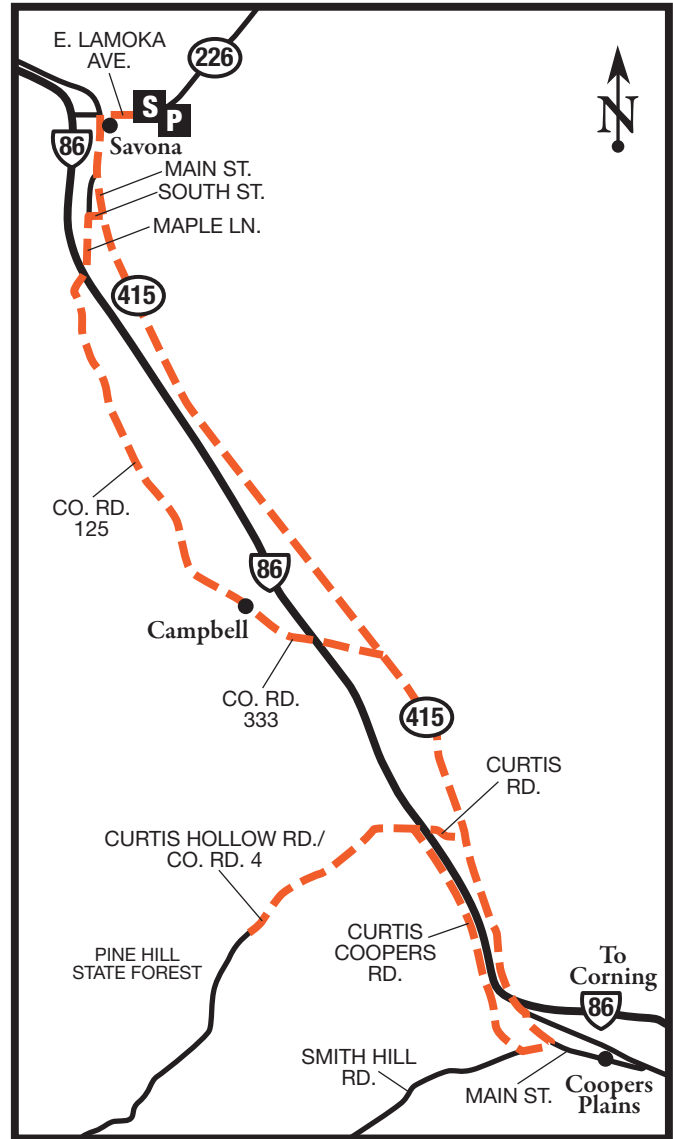 E. LAMOKA
AVE.
226
S
P
N
86
Savona
MAIN ST.
SOUTH ST.
MAPLE LN.
415
CO. RD.
125
86
Campbell
CO. RD.
333
415
CURTIS
RD.
CURTIS HOLLOW RD./
CO. RD. 4
PINE HILL
STATE FOREST
CURTIS
COOPERS
RD.
To
Corning
86
SMITH HILL
RD.
MAIN ST.
Coopers
Plains